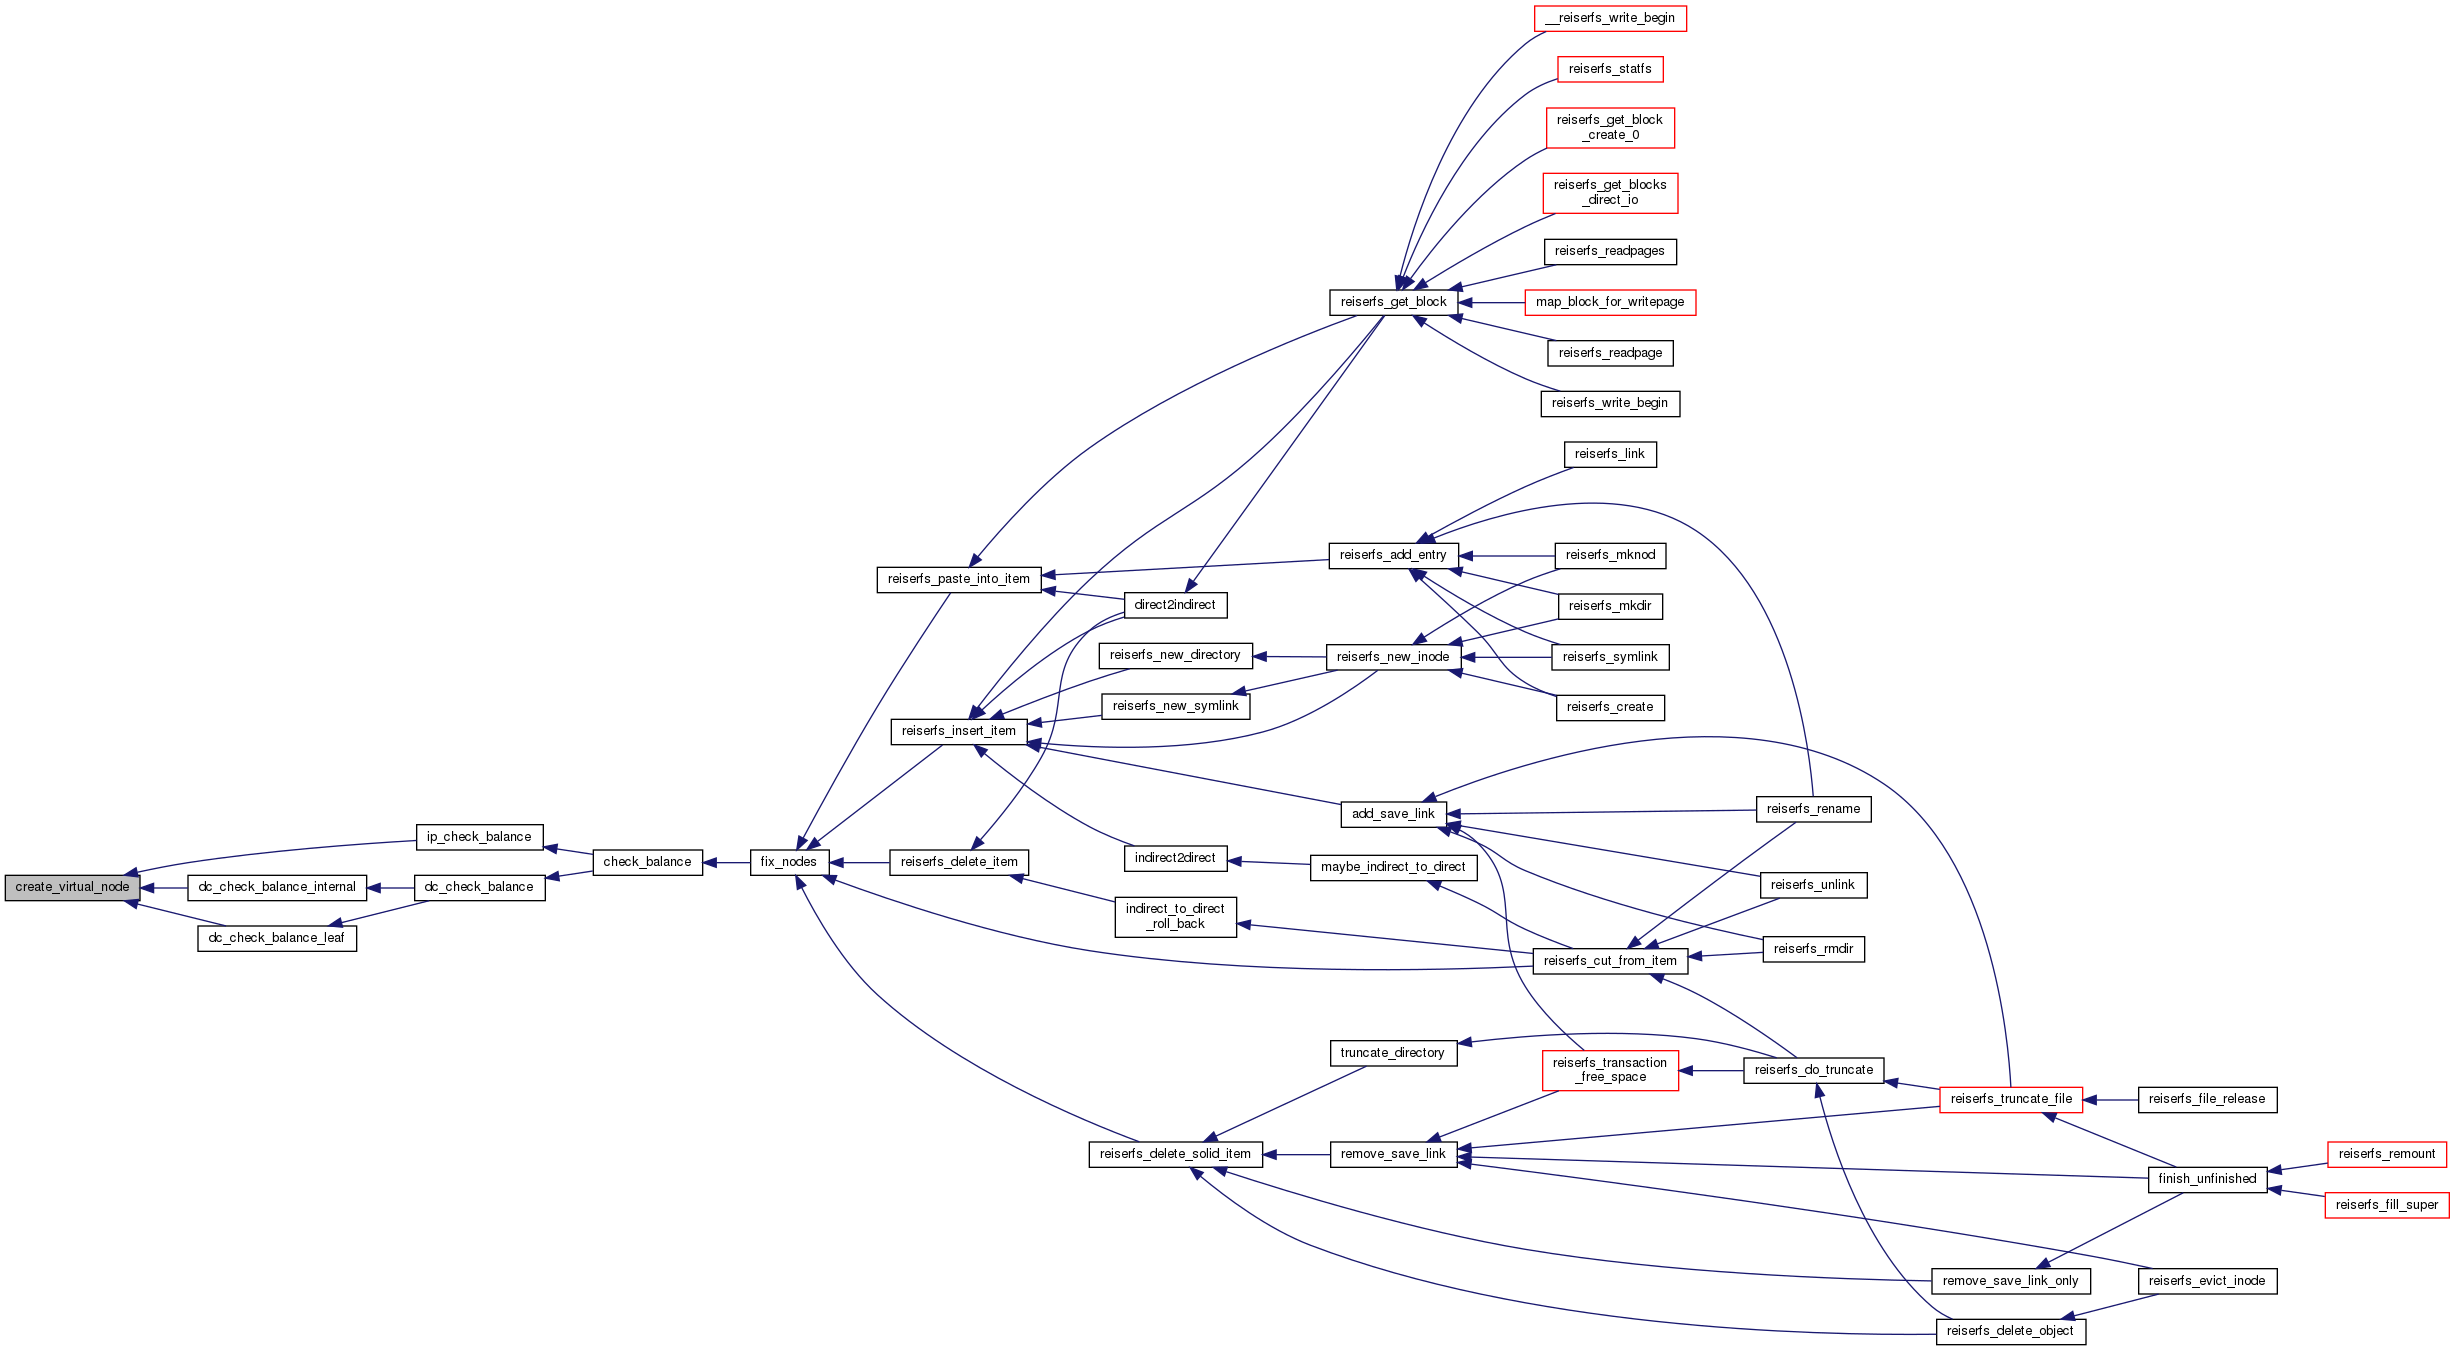 __reiserfs_write_begin
reiserfs_statfs
reiserfs_get_block
_create_0
reiserfs_get_blocks
_direct_io
reiserfs_readpages
reiserfs_get_block
map_block_for_writepage
reiserfs_readpage
reiserfs_write_begin
reiserfs_link
reiserfs_add_entry
reiserfs_mknod
reiserfs_paste_into_item
direct2indirect
reiserfs_mkdir
reiserfs_new_directory
reiserfs_new_inode
reiserfs_symlink
reiserfs_new_symlink
reiserfs_create
reiserfs_insert_item
add_save_link
reiserfs_rename
ip_check_balance
check_balance
fix_nodes
reiserfs_delete_item
indirect2direct
maybe_indirect_to_direct
create_virtual_node
dc_check_balance_internal
dc_check_balance
reiserfs_unlink
indirect_to_direct
_roll_back
dc_check_balance_leaf
reiserfs_cut_from_item
reiserfs_rmdir
truncate_directory
reiserfs_transaction
_free_space
reiserfs_do_truncate
reiserfs_truncate_file
reiserfs_file_release
reiserfs_delete_solid_item
remove_save_link
reiserfs_remount
finish_unfinished
reiserfs_fill_super
remove_save_link_only
reiserfs_evict_inode
reiserfs_delete_object